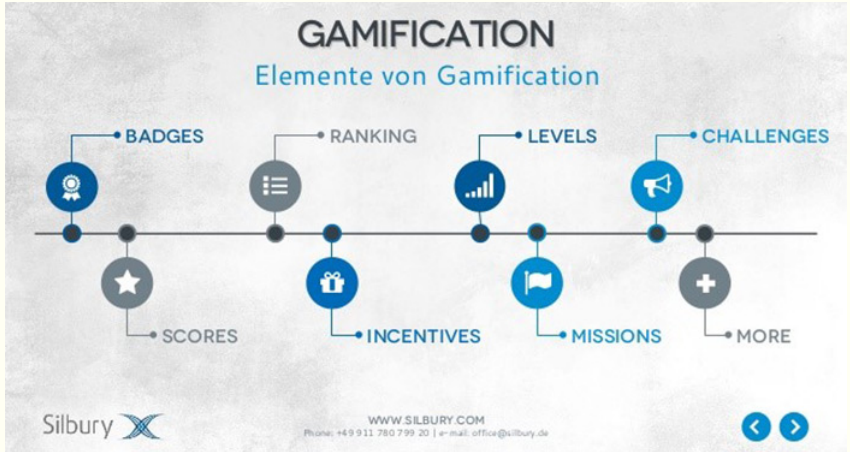 GAMIFICATION
Elemente von Gamification
BADGES
RANKING
LEVELS
CHALLENGES
SCORES
INCENTIVES
MISSIONS
MORE
Silbury
WWW.SILBURY.COM
Phone: +49 911 780 799 20 | e-mail: office@silbury.de